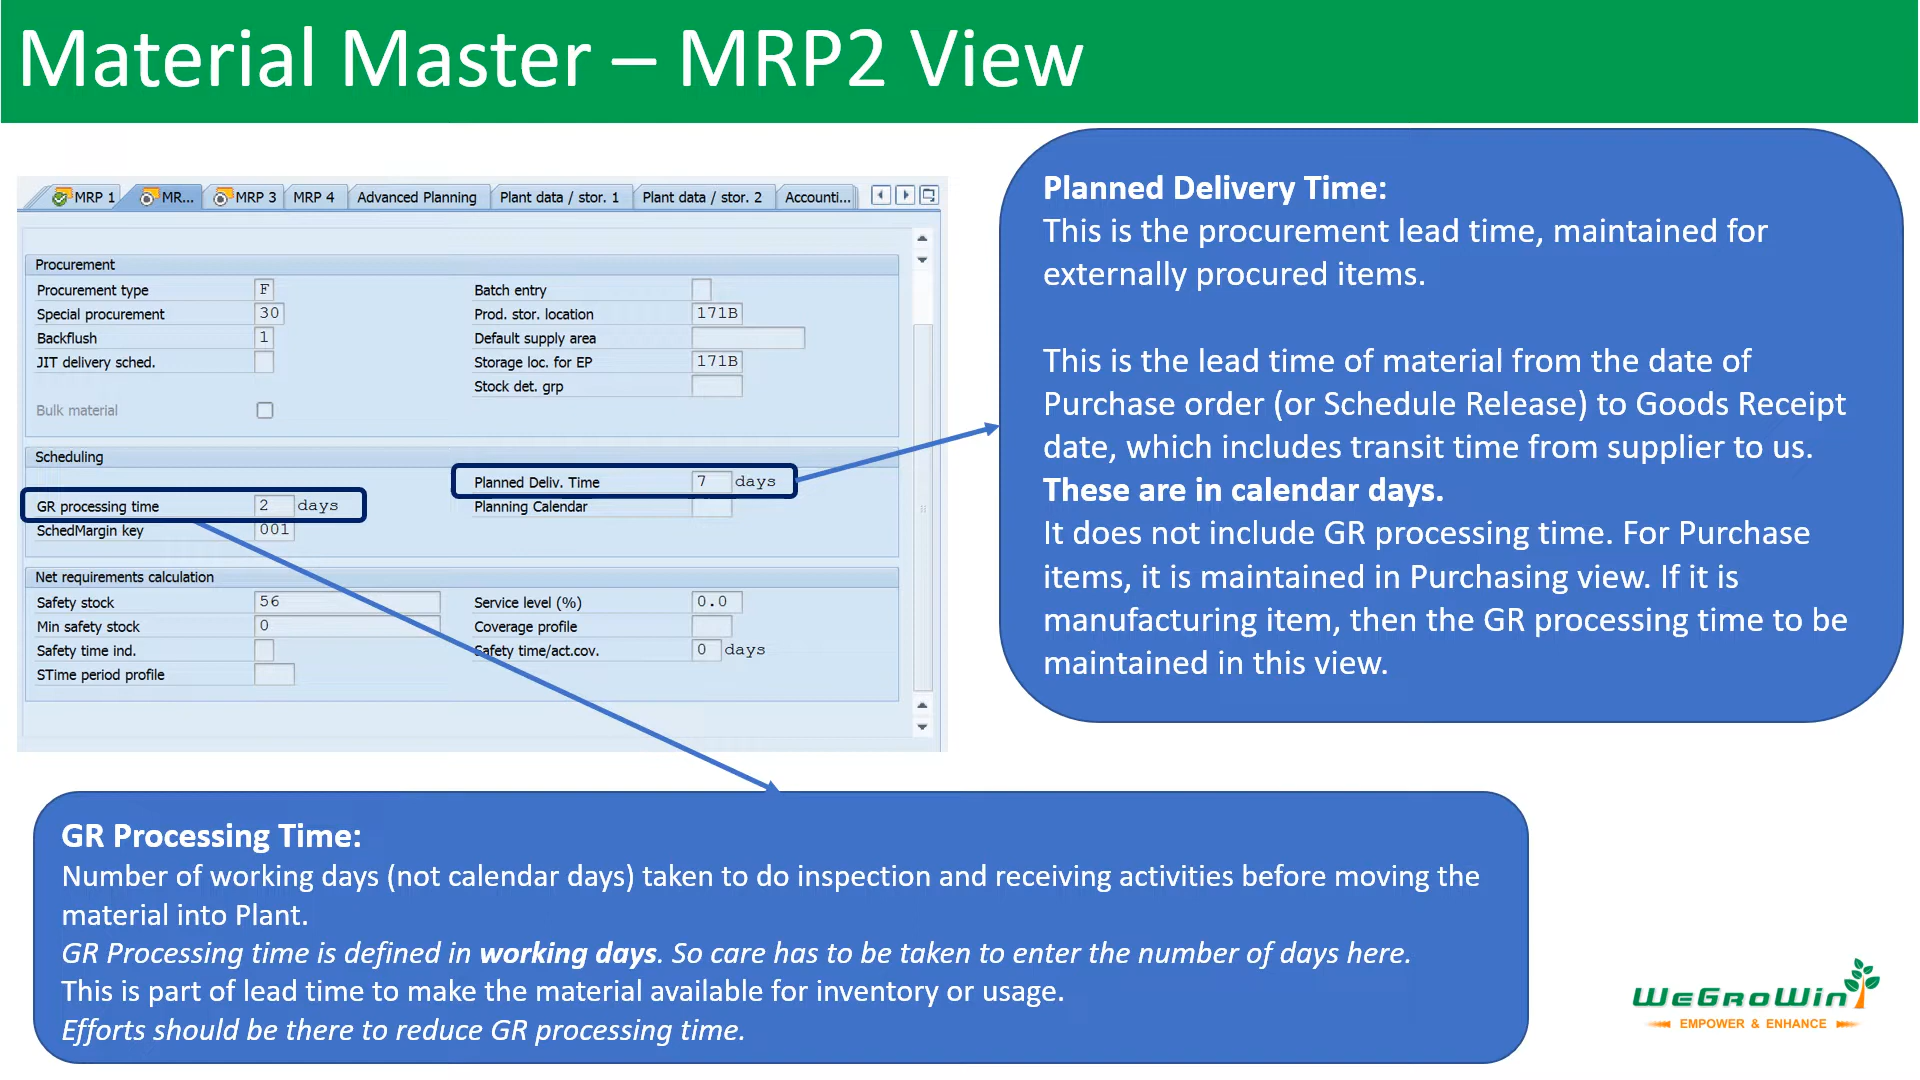 Material Master – MRP2 View
MRP 1 MR... MRP 3 MRP 4 Advanced Planning Plant data / stor. 1 Plant data / stor. 2 Accounti...
Procurement
Procurement type F Batch entry
Special procurement 30 Prod. stor. location 171B
Backflush 1 Default supply area
JIT delivery sched. Storage loc. for EP 171B
Stock det. grp
Bulk material
Scheduling
Planned Deliv. Time 7 days
GR processing time 2 days Planning Calendar
SchedMargin key 001
Net requirements calculation
Safety stock 56 Service level (%) 0.0
Min safety stock 0 Coverage profile
Safety time ind. Safety time/act.cov. 0 days
STime period profile
Planned Delivery Time:
This is the procurement lead time, maintained for
externally procured items.
This is the lead time of material from the date of
Purchase order (or Schedule Release) to Goods Receipt
date, which includes transit time from supplier to us.
These are in calendar days.
It does not include GR processing time. For Purchase
items, it is maintained in Purchasing view. If it is
manufacturing item, then the GR processing time to be
maintained in this view.
GR Processing Time:
Number of working days (not calendar days) taken to do inspection and receiving activities before moving the
material into Plant.
GR Processing time is defined in working days. So care has to be taken to enter the number of days here.
This is part of lead time to make the material available for inventory or usage.
Efforts should be there to reduce GR processing time.
WeGroWin
EMPOWER & ENHANCE